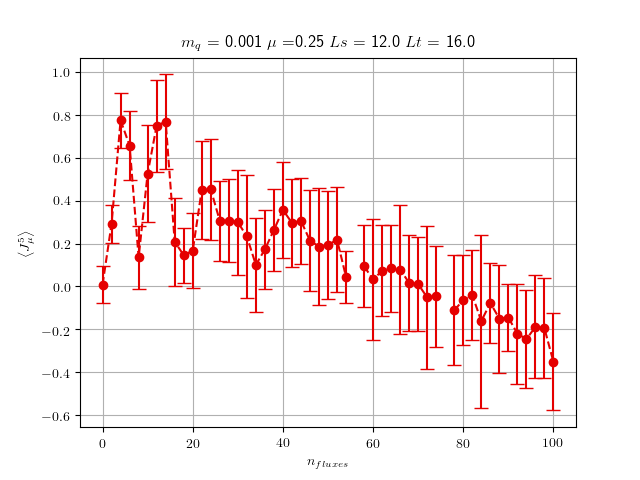 $m_q$ = 0.001 $\mu$ =0.25 $Ls$ = 12.0 $Lt$ = 16.0
1.0
0.8
0.6
0.4
0.2
0.0
−0.2
−0.4
−0.6
$\langle J^5_\mu \rangle$
0 20 40 60 80 100
$n_{fluxes}$